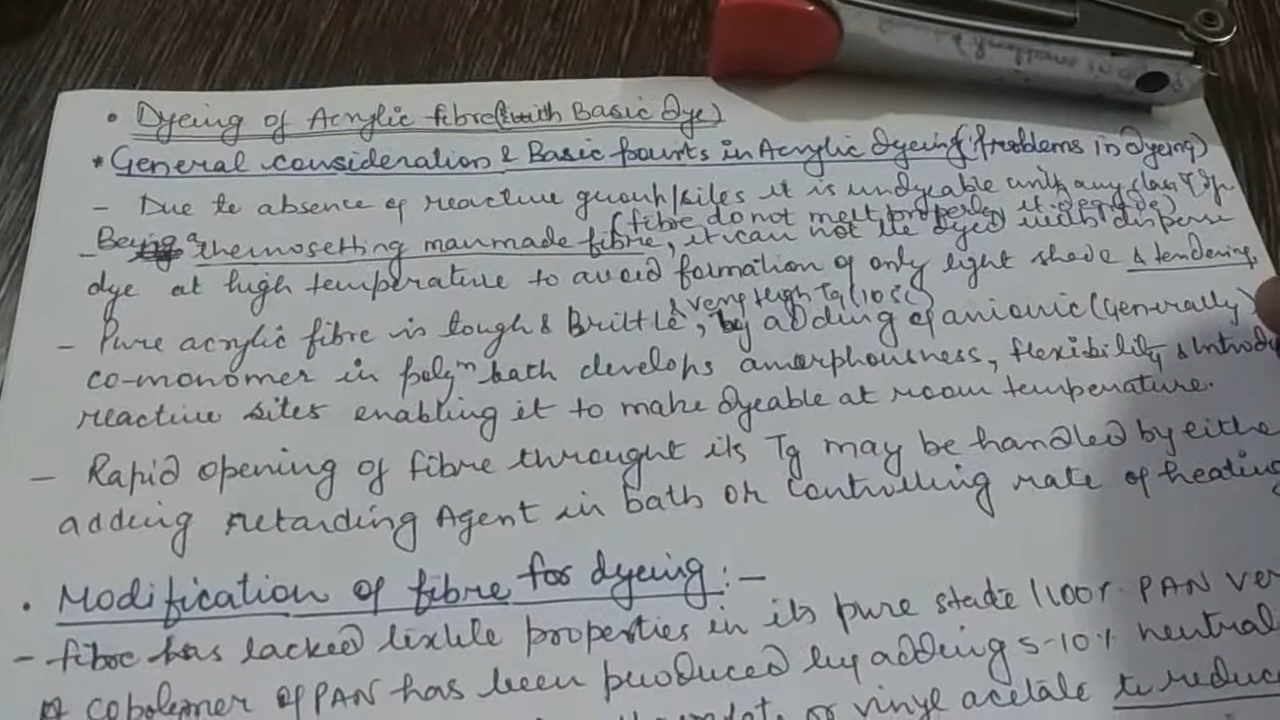 • Dyeing of Acrylic fibre (with Basic Dye)
* General consideration & Basic points in Acrylic dyeing (Problems in Dyeing)
- Due to absence of reactive group/sites it is undyeable with any class of
(fibre do not melt properly it degrade)
- Being a thermosetting manmade fibre, it can not be dyed with disperse
dye at high temperature to avoid formation of only light shade & tendering.
& very high Tg (105°C)
- Pure acrylic fibre is tough & Brittle, by adding of anionic (Generally)
co-monomer in polyⁿ bath develops amorphousness, flexibility & Introdu
reactive sites enabling it to make dyeable at room temperature.
- Rapid opening of fibre throught its Tg may be handled by eithe
adding retarding Agent in bath or controlling rate of heating
• Modification of fibre for dyeing :-
- fibre has lacked textile properties in its pure state 100% PAN ver
copolymer of PAN has been produced by adding 5-10% neutral
or vinyl acetate to reduce